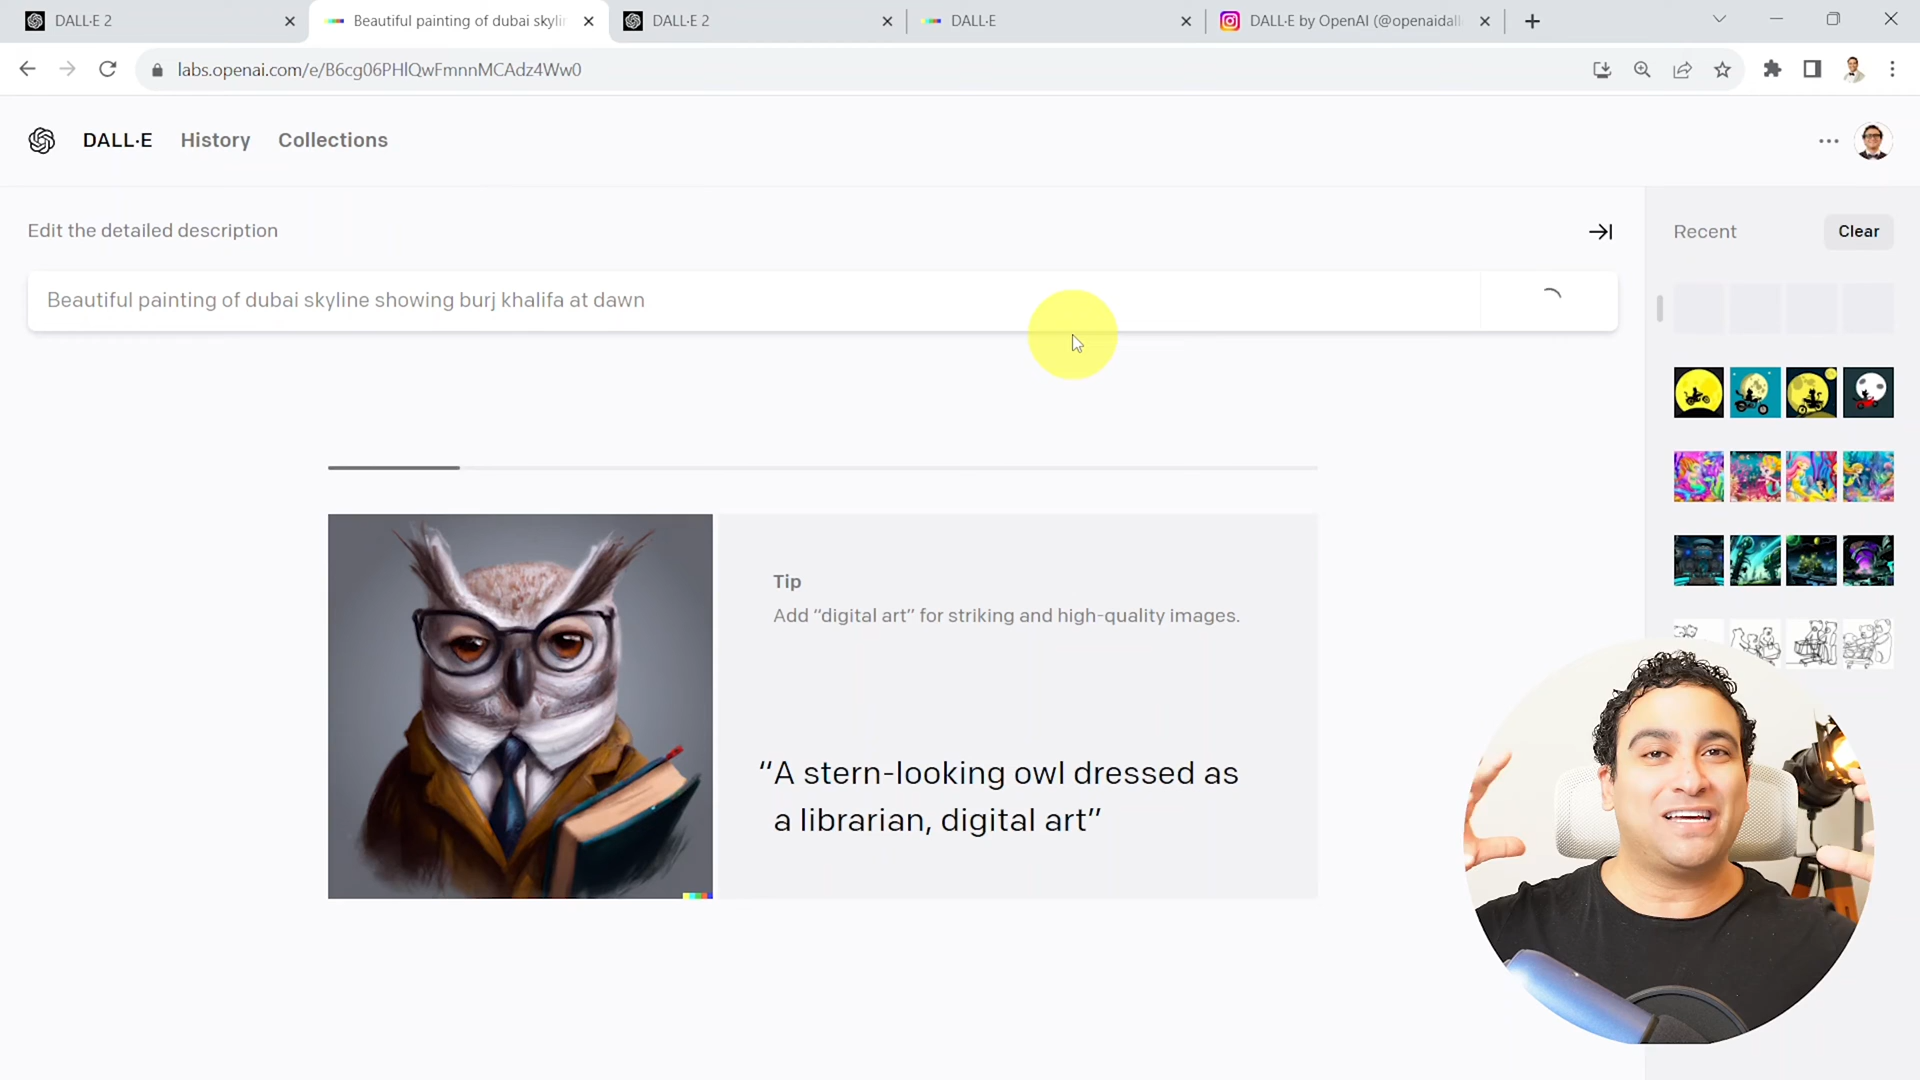 DALL·E 2
Beautiful painting of dubai skyli
DALL·E 2
DALL·E
DALL·E by OpenAI (@openaidall
labs.openai.com/e/B6cg06PHlQwFmnnMCAdz4Ww0
DALL·E
History
Collections
Edit the detailed description
Recent
Clear
Beautiful painting of dubai skyline showing burj khalifa at dawn
Tip
Add “digital art” for striking and high-quality images.
“A stern-looking owl dressed as
a librarian, digital art”